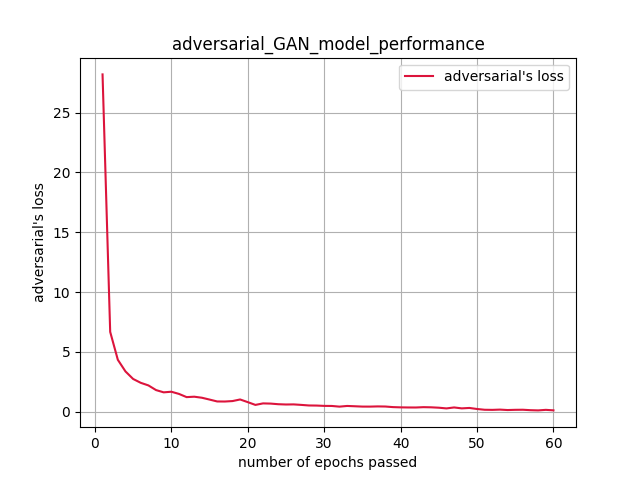 adversarial_GAN_model_performance
adversarial's loss
25
20
15
10
5
0
adversarial's loss
0 10 20 30 40 50 60
number of epochs passed